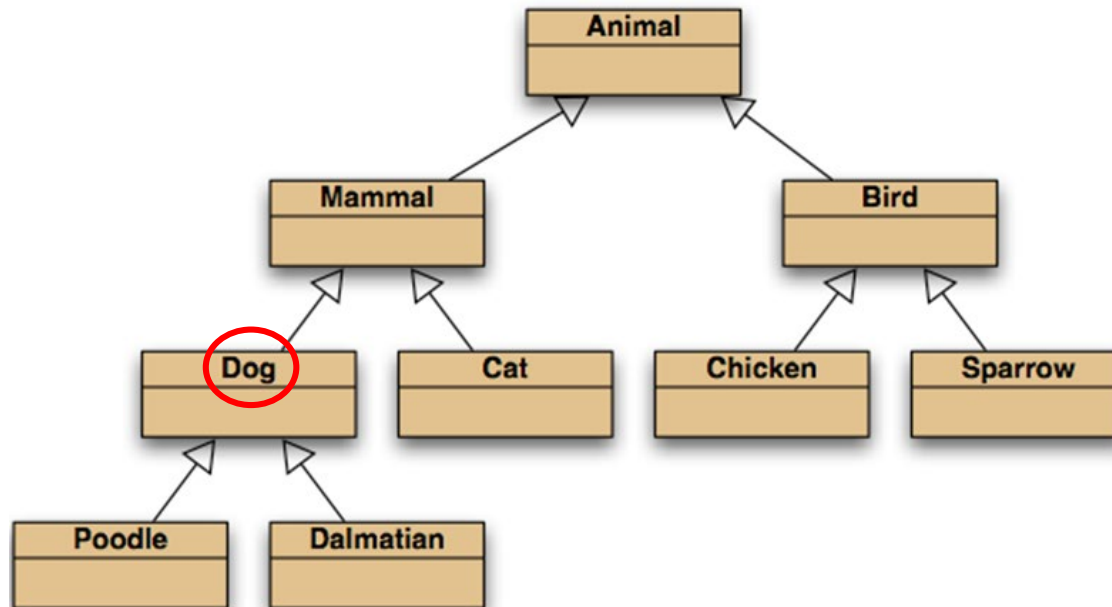 Animal
Mammal
Bird
Dog
Cat
Chicken
Sparrow
Poodle
Dalmatian